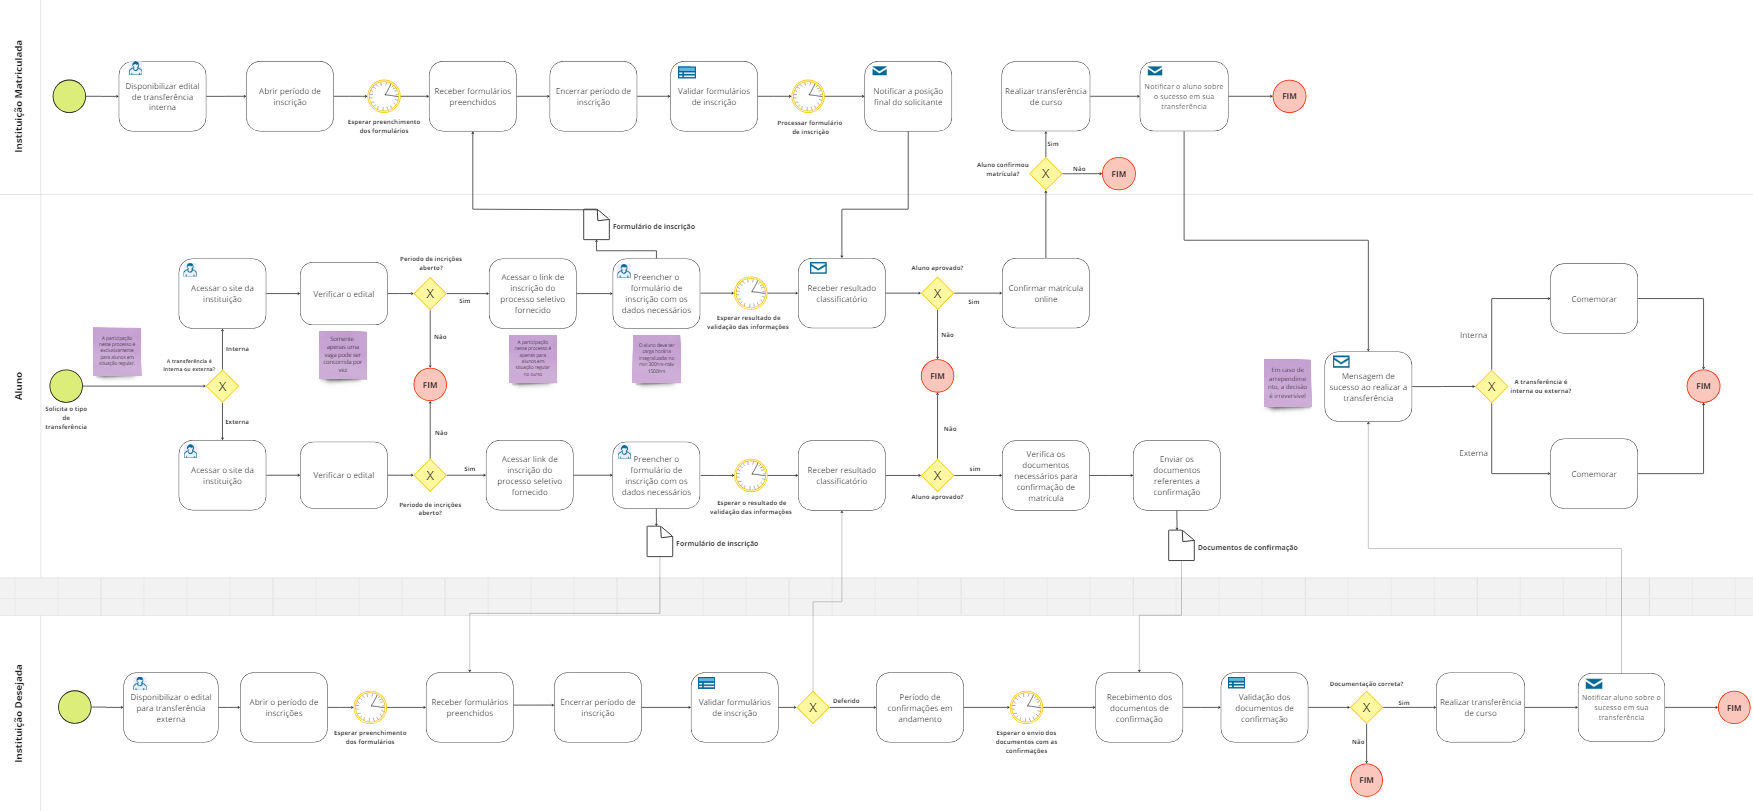 Instituição Matriculada
Disponibilizar edital
de transferência
interna
Abrir período de
inscrição
Esperar preenchimento
dos formulários
Receber formulários
preenchidos
Encerrar período de
inscrição
Validar formulários
de inscrição
Processar formulário
de inscrição
Notificar a posição
final do solicitante
Realizar transferência
de curso
Notificar o aluno sobre
o sucesso em sua
transferência
FIM
Sim
Aluno confirmou
matrícula?
Não
FIM
Aluno
Formulário de inscrição
Acessar o site da
instituição
Verificar o edital
Periodo de incrições
aberto?
X
Sim
Acessar o link de
inscrição do
processo seletivo
fornecido
Preencher o
formulário de
inscrição com os
dados necessários
Esperar resultado de
validação das informações
Receber resultado
classificatório
Aluno aprovado?
X
Sim
Confirmar matrícula
online
X
Comemorar
A participação
neste processo é
exclusivamente
para alunos em
situação regular.
Interna
A transferência é
interna ou externa?
X
Somente
apenas uma
vaga pode ser
concorrida por
vez
Não
FIM
A participação
neste processo é
apenas para
alunos em
situação regular
no curso
O aluno deve ter
carga horária
integralizada: no
Não
FIM
Interna
Em caso de
arrependime
nto, a decisão
é irreversível
Mensagem de
sucesso ao realizar a
transferência
X
A transferência é
interna ou externa?
FIM
Solicita o tipo
de
transferência
Externa
Não
Não
Externa
Acessar o site da
instituição
Verificar o edital
X
Periodo de incrições
aberto?
Sim
Acessar link de
inscrição do
processo seletivo
fornecido
Preencher o
formulário de
inscrição com os
dados necessários
Esperar o resultado de
validação das informações
Receber resultado
classificatório
X
Aluno aprovado?
sim
Verifica os
documentos
necessários para
confirmação de
matrícula
Enviar os
documentos
referentes a
confirmação
Comemorar
Formulário de inscrição
Documentos de confirmação
Instituição Desejada
Disponibilizar o edital
para transferência
externa
Abrir o período de
inscrições
Esperar preenchimento
dos formulários
Receber formulários
preenchidos
Encerrar período de
inscrição
Validar formulários
de inscrição
X
Deferido
Período de
confirmações em
andamento
Esperar o envio dos
documentos com as
confirmações
Recebimento dos
documentos de
confirmação
Validação dos
documentos de
confirmação
Documentação correta?
X
Sim
Não
FIM
Realizar transferência
de curso
Notificar aluno sobre o
sucesso em sua
transferência
FIM